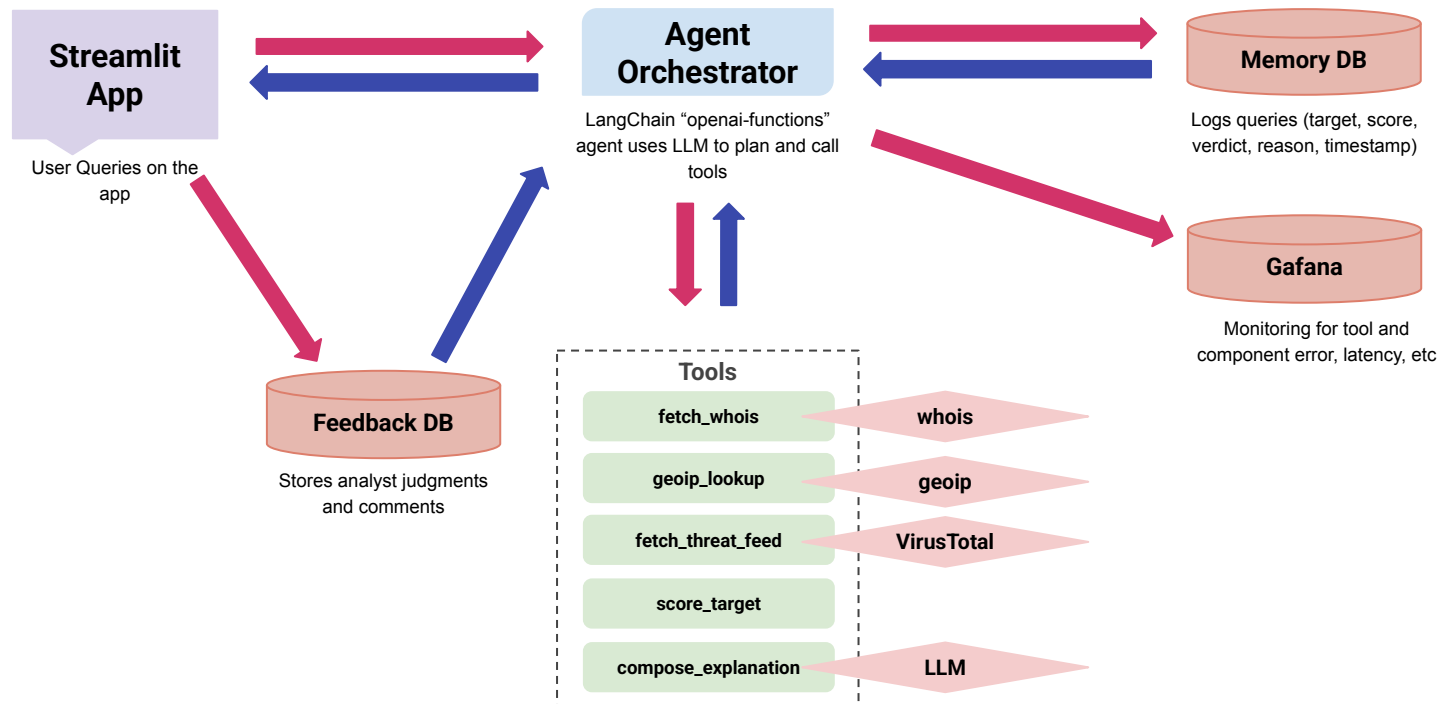 Streamlit
App
User Queries on the
app
Agent
Orchestrator
LangChain “openai-functions”
agent uses LLM to plan and call
tools
Memory DB
Logs queries (target, score,
verdict, reason, timestamp)
Gafana
Monitoring for tool and
component error, latency, etc
Feedback DB
Stores analyst judgments
and comments
Tools
fetch_whois
whois
geoip_lookup
geoip
fetch_threat_feed
VirusTotal
score_target
compose_explanation
LLM